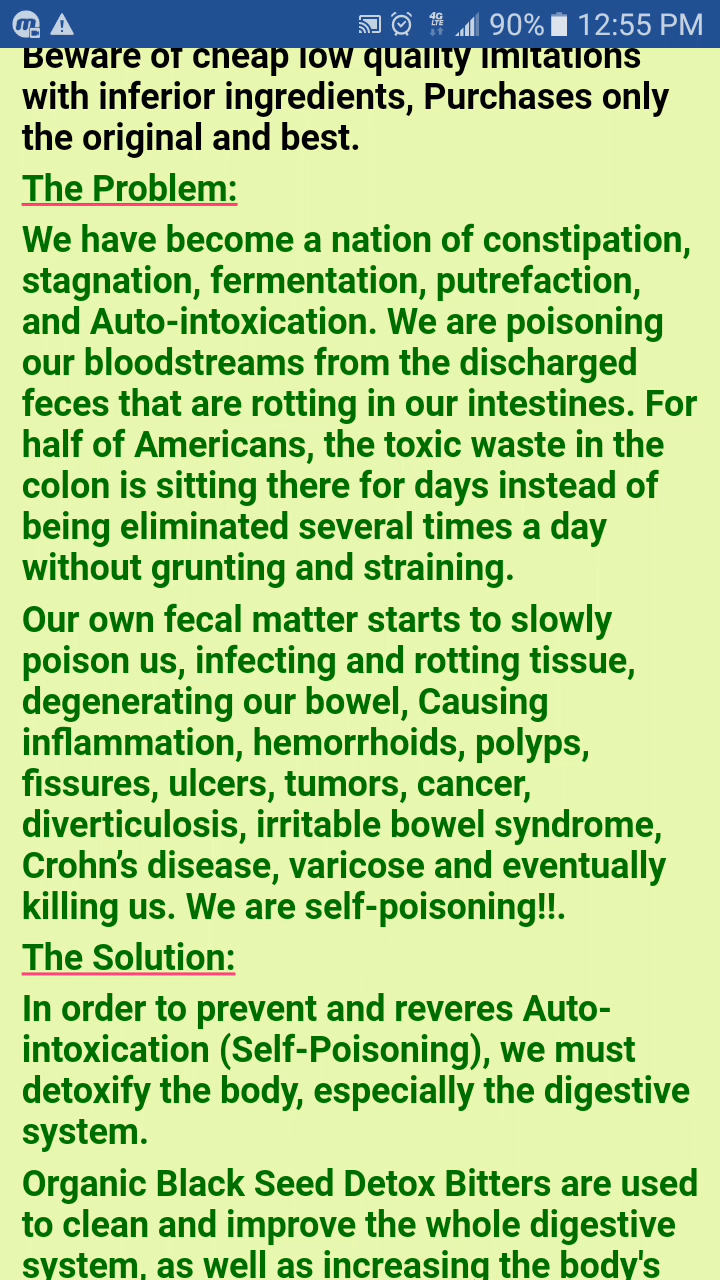 4G
LTE
90%
12:55 PM
Beware of cheap low quality imitations
with inferior ingredients, Purchases only
the original and best.
The Problem:
We have become a nation of constipation,
stagnation, fermentation, putrefaction,
and Auto-intoxication. We are poisoning
our bloodstreams from the discharged
feces that are rotting in our intestines. For
half of Americans, the toxic waste in the
colon is sitting there for days instead of
being eliminated several times a day
without grunting and straining.
Our own fecal matter starts to slowly
poison us, infecting and rotting tissue,
degenerating our bowel, Causing
inflammation, hemorrhoids, polyps,
fissures, ulcers, tumors, cancer,
diverticulosis, irritable bowel syndrome,
Crohn’s disease, varicose and eventually
killing us. We are self-poisoning!!.
The Solution:
In order to prevent and reveres Auto-
intoxication (Self-Poisoning), we must
detoxify the body, especially the digestive
system.
Organic Black Seed Detox Bitters are used
to clean and improve the whole digestive
system, as well as increasing the body's